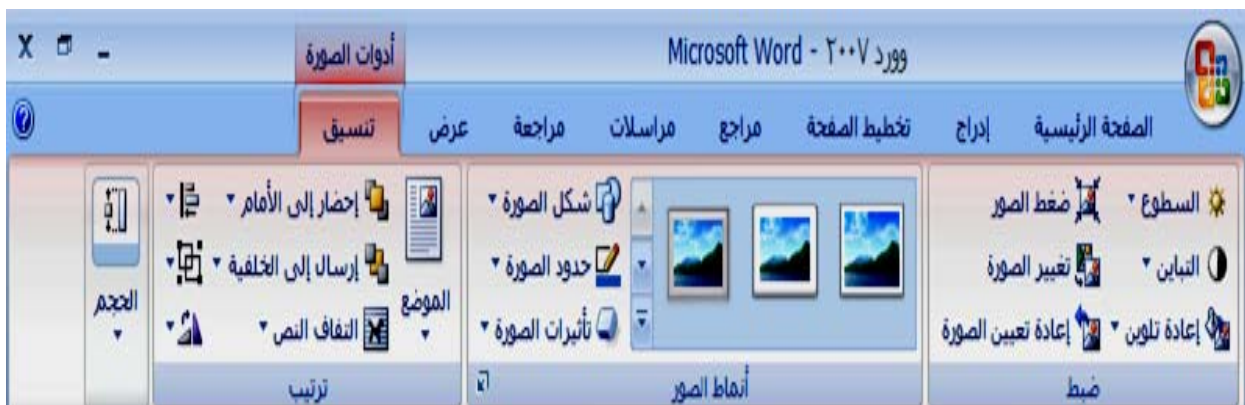 وورد ٢٠٠٧ - Microsoft Word
أدوات الصورة
الصفحة الرئيسية إدراج تخطيط الصفحة مراجع مراسلات مراجعة عرض تنسيق
السطوع ضغط الصور
التباين تغيير الصورة
إعادة تلوين إعادة تعيين الصورة
ضبط
شكل الصورة
حدود الصورة
تأثيرات الصورة
أنماط الصور
الموضع
إحضار إلى الأمام
إرسال إلى الخلفية
التفاف النص
ترتيب
الحجم